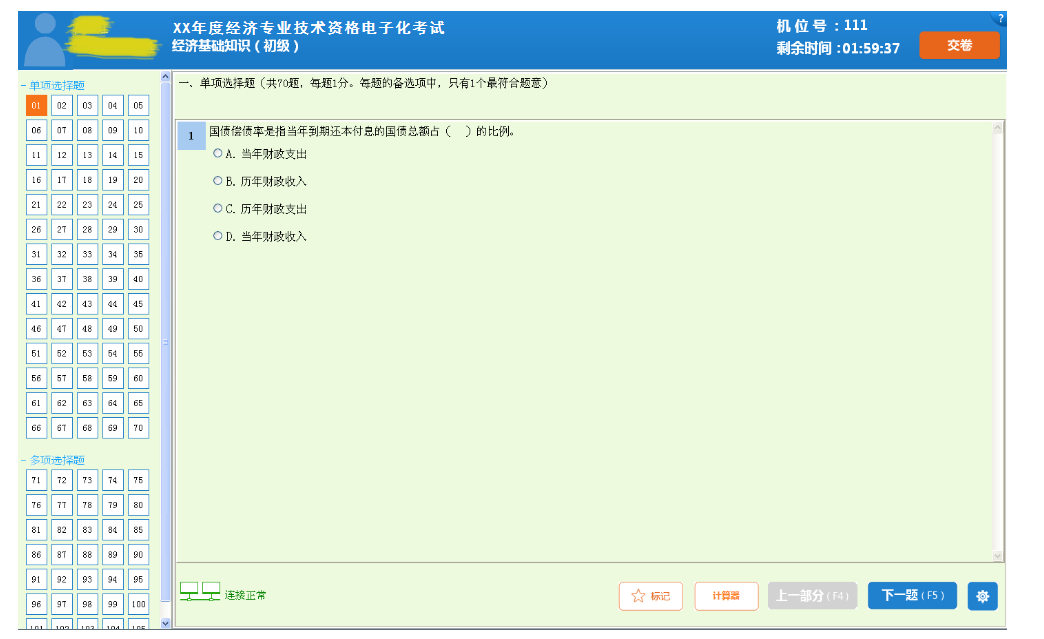 XX年度经济专业技术资格电子化考试
经济基础知识(初级)
机位号:111
剩余时间:01:59:37
?
交卷
- 单项选择题
01 02 03 04 05
06 07 08 09 10
11 12 13 14 15
16 17 18 19 20
21 22 23 24 25
26 27 28 29 30
31 32 33 34 35
36 37 38 39 40
41 42 43 44 45
46 47 48 49 50
51 52 53 54 55
56 57 58 59 60
61 62 63 64 65
66 67 68 69 70
- 多项选择题
71 72 73 74 75
76 77 78 79 80
81 82 83 84 85
86 87 88 89 90
91 92 93 94 95
96 97 98 99 100
101 102 103 104 105
一、单项选择题(共70题,每题1分。每题的备选项中,只有1个最符合题意)
1 国债偿债率是指当年到期还本付息的国债总额占( )的比例。
A. 当年财政支出
B. 历年财政收入
C. 历年财政支出
D. 当年财政收入
连接正常
标记
计算器
上一部分(F4)
下一题(F5)